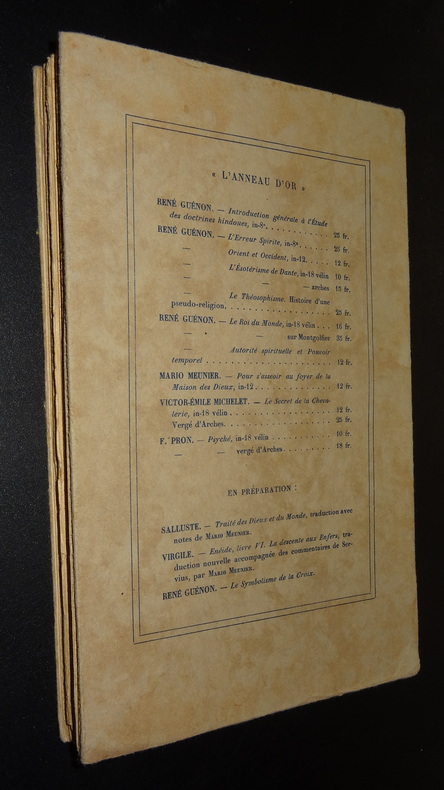 « L'ANNEAU D'OR »
RENÉ GUÉNON. — Introduction générale à l'Étude
des doctrines hindoues, in-8°. . . . . . . . . . . 25 fr.
RENÉ GUÉNON. — L'Erreur Spirite, in-8° . . . . . . 25 fr.
— Orient et Occident, in-12. . . . . 12 fr.
— L'Ésotérisme de Dante, in-18 vélin 10 fr.
— — — arches 15 fr.
— Le Théosophisme. Histoire d'une
pseudo-religion. . . . . . . . . . . . . . . . . . 25 fr.
RENÉ GUÉNON. — Le Roi du Monde, in-18 vélin . . . 16 fr.
— — sur Montgolfier 35 fr.
— Autorité spirituelle et Pouvoir
temporel . . . . . . . . . . . . . . . . . . . 12 fr.
MARIO MEUNIER. — Pour s'asseoir au foyer de la
Maison des Dieux, in-12 . . . . . . . . . . . 12 fr.
VICTOR-ÉMILE MICHELET. — Le Secret de la Cheva-
lerie, in-18 vélin . . . . . . . . . . . . . . . 12 fr.
Vergé d'Arches. . . . . . . . . . . . . . . . 25 fr.
F. PRON. — Psyché, in-18 vélin . . . . . . . . . . 10 fr.
— — vergé d'Arches . . . . . . . . 18 fr.
EN PRÉPARATION :
SALLUSTE. — Traité des Dieux et du Monde, traduction avec
notes de MARIO MEUNIER.
VIRGILE. — Enéide, livre VI. La descente aux Enfers, tra-
duction nouvelle accompagnée des commentaires de Ser-
vius, par MARIO MEUNIER.
RENÉ GUÉNON. — Le Symbolisme de la Croix.